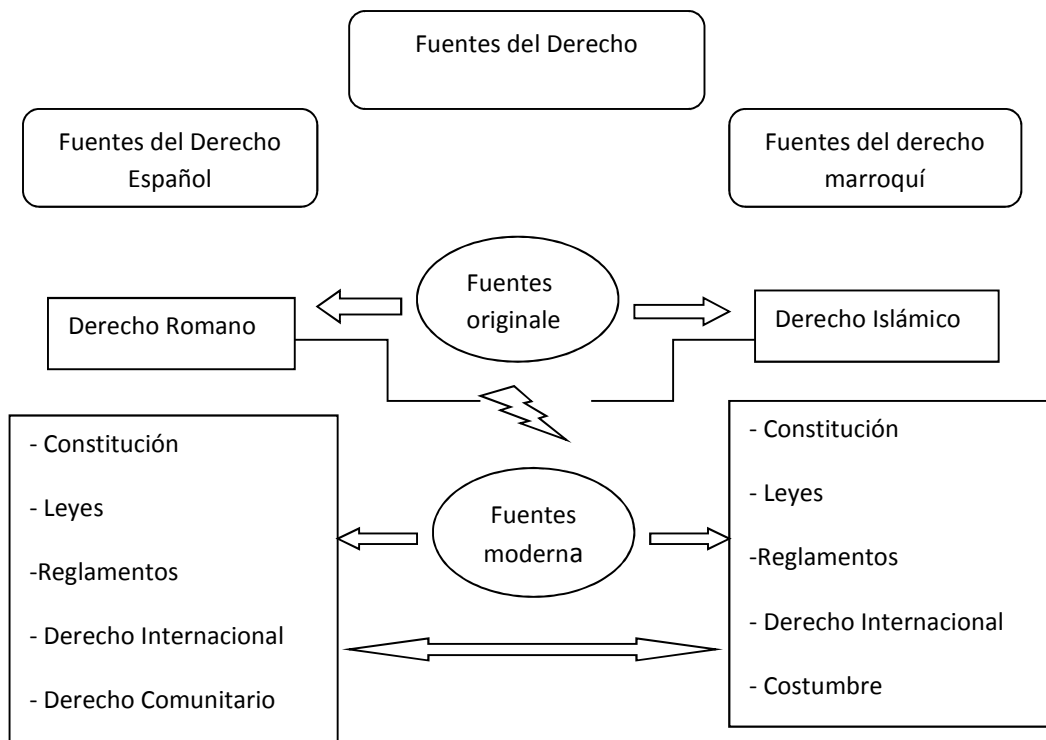 Fuentes del Derecho
Fuentes del Derecho
Español
Fuentes del derecho
marroquí
Fuentes
originale
Derecho Romano
Derecho Islámico
- Constitución
- Leyes
-Reglamentos
- Derecho Internacional
- Derecho Comunitario
Fuentes
moderna
- Constitución
- Leyes
-Reglamentos
- Derecho Internacional
- Costumbre